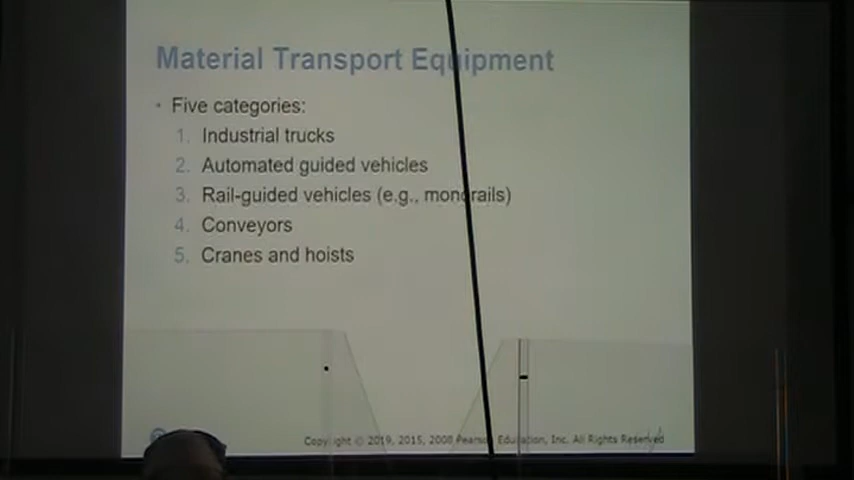 Material Transport Equipment
• Five categories:
1. Industrial trucks
2. Automated guided vehicles
3. Rail-guided vehicles (e.g., monorails)
4. Conveyors
5. Cranes and hoists
Copyright © 2019, 2015, 2008 Pearson Education, Inc. All Rights Reserved